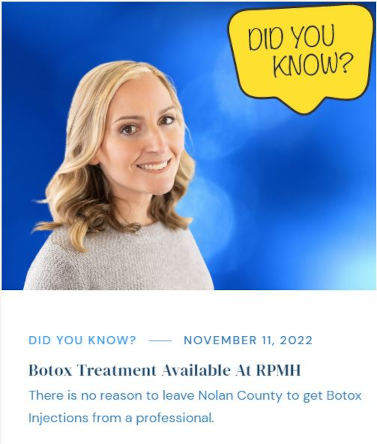 DID YOU
KNOW?
DID YOU KNOW? — NOVEMBER 11, 2022
Botox Treatment Available At RPMH
There is no reason to leave Nolan County to get Botox
Injections from a professional.